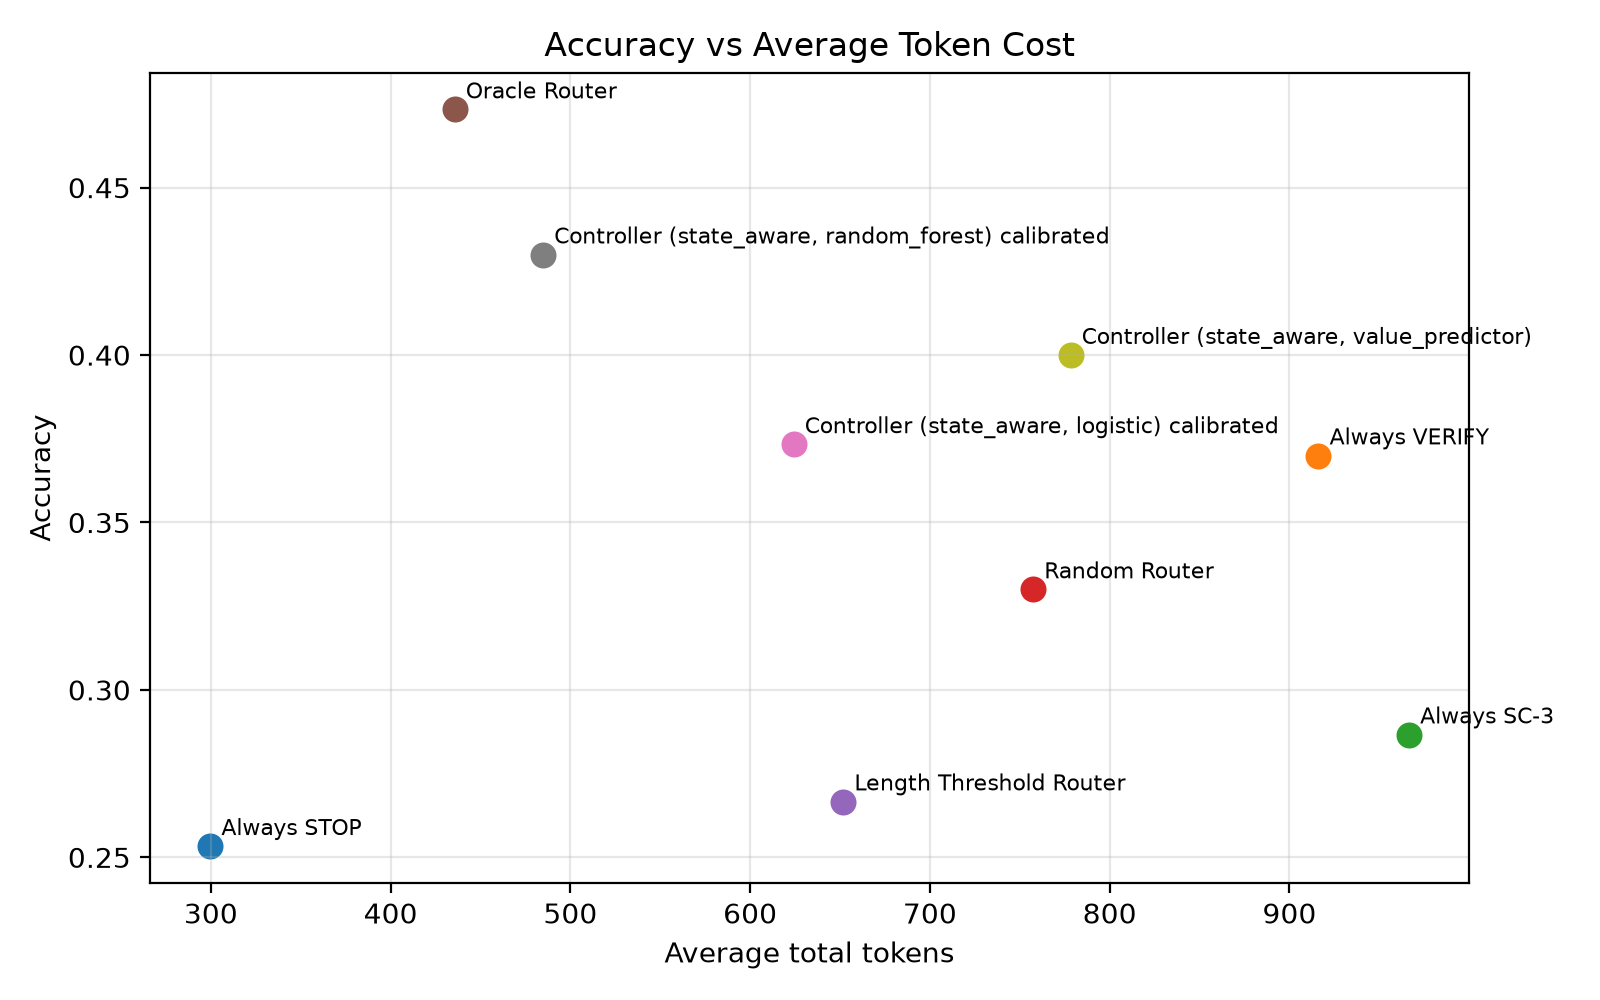 Accuracy vs Average Token Cost
Oracle Router
0.45
Controller (state_aware, random_forest) calibrated
Controller (state_aware, value_predictor)
0.40
Controller (state_aware, logistic) calibrated
Always VERIFY
Accuracy
0.35
Random Router
0.30
Always SC-3
Length Threshold Router
Always STOP
0.25
300 400 500 600 700 800 900
Average total tokens